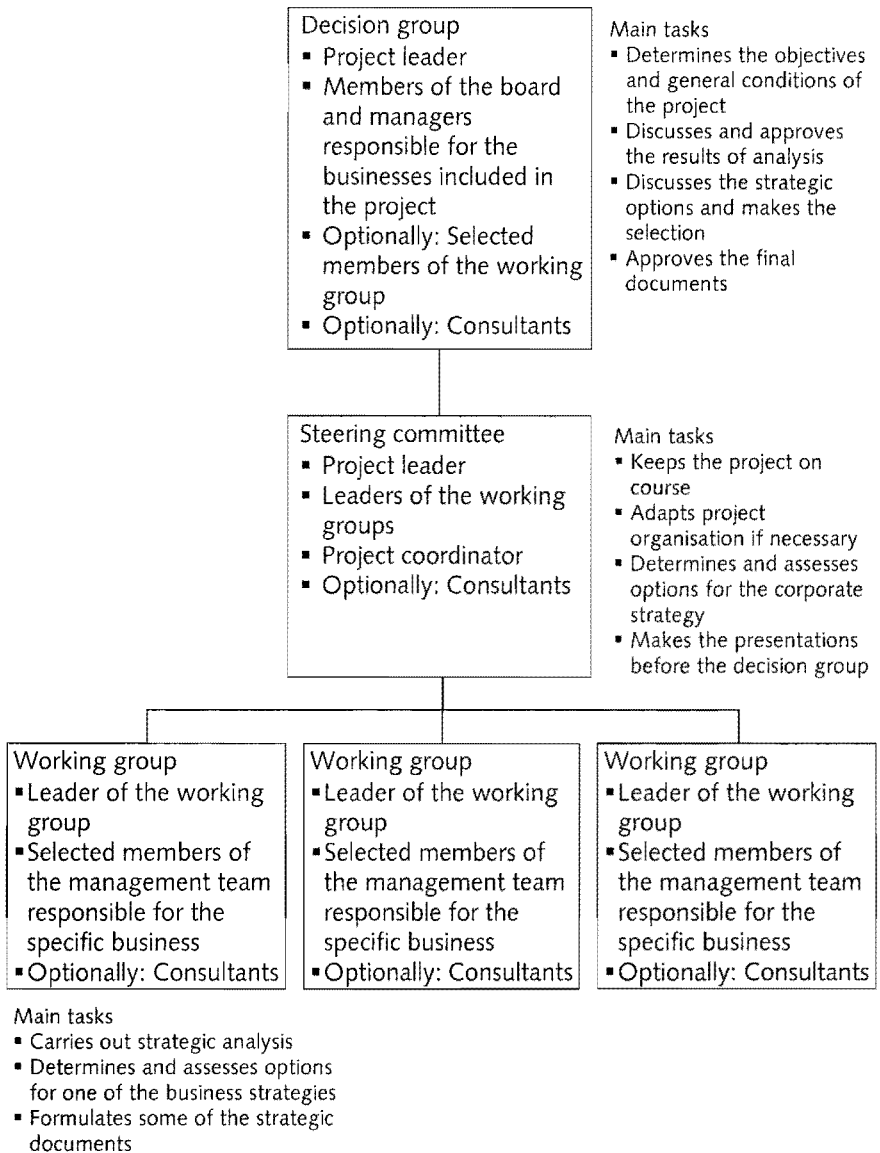 Decision group
▪ Project leader
▪ Members of the board
and managers
responsible for the
businesses included in
the project
▪ Optionally: Selected
members of the working
group
▪ Optionally: Consultants
Main tasks
▪ Determines the objectives
and general conditions of
the project
▪ Discusses and approves
the results of analysis
▪ Discusses the strategic
options and makes the
selection
▪ Approves the final
documents
Steering committee
▪ Project leader
▪ Leaders of the working
groups
▪ Project coordinator
▪ Optionally: Consultants
Main tasks
▪ Keeps the project on
course
▪ Adapts project
organisation if necessary
▪ Determines and assesses
options for the corporate
strategy
▪ Makes the presentations
before the decision group
Working group
▪ Leader of the working
group
▪ Selected members of
the management team
responsible for the
specific business
▪ Optionally: Consultants
Working group
▪ Leader of the working
group
▪ Selected members of
the management team
responsible for the
specific business
▪ Optionally: Consultants
Working group
▪ Leader of the working
group
▪ Selected members of
the management team
responsible for the
specific business
▪ Optionally: Consultants
Main tasks
▪ Carries out strategic analysis
▪ Determines and assesses options
for one of the business strategies
▪ Formulates some of the strategic
documents